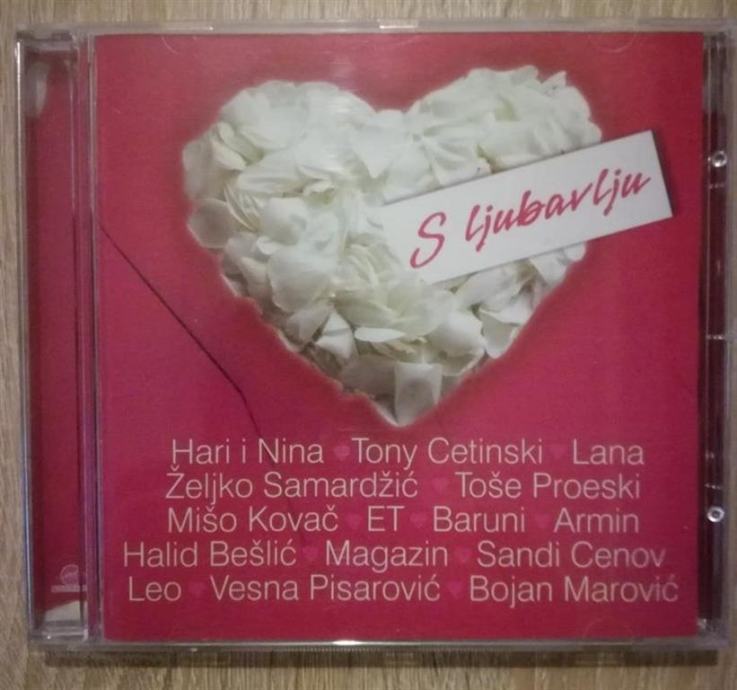 S ljubavlju
Hari i Nina Tony Cetinski Lana
Željko Samardžić Toše Proeski
Mišo Kovač ET Baruni Armin
Halid Bešlić Magazin Sandi Cenov
Leo Vesna Pisarović Bojan Marović